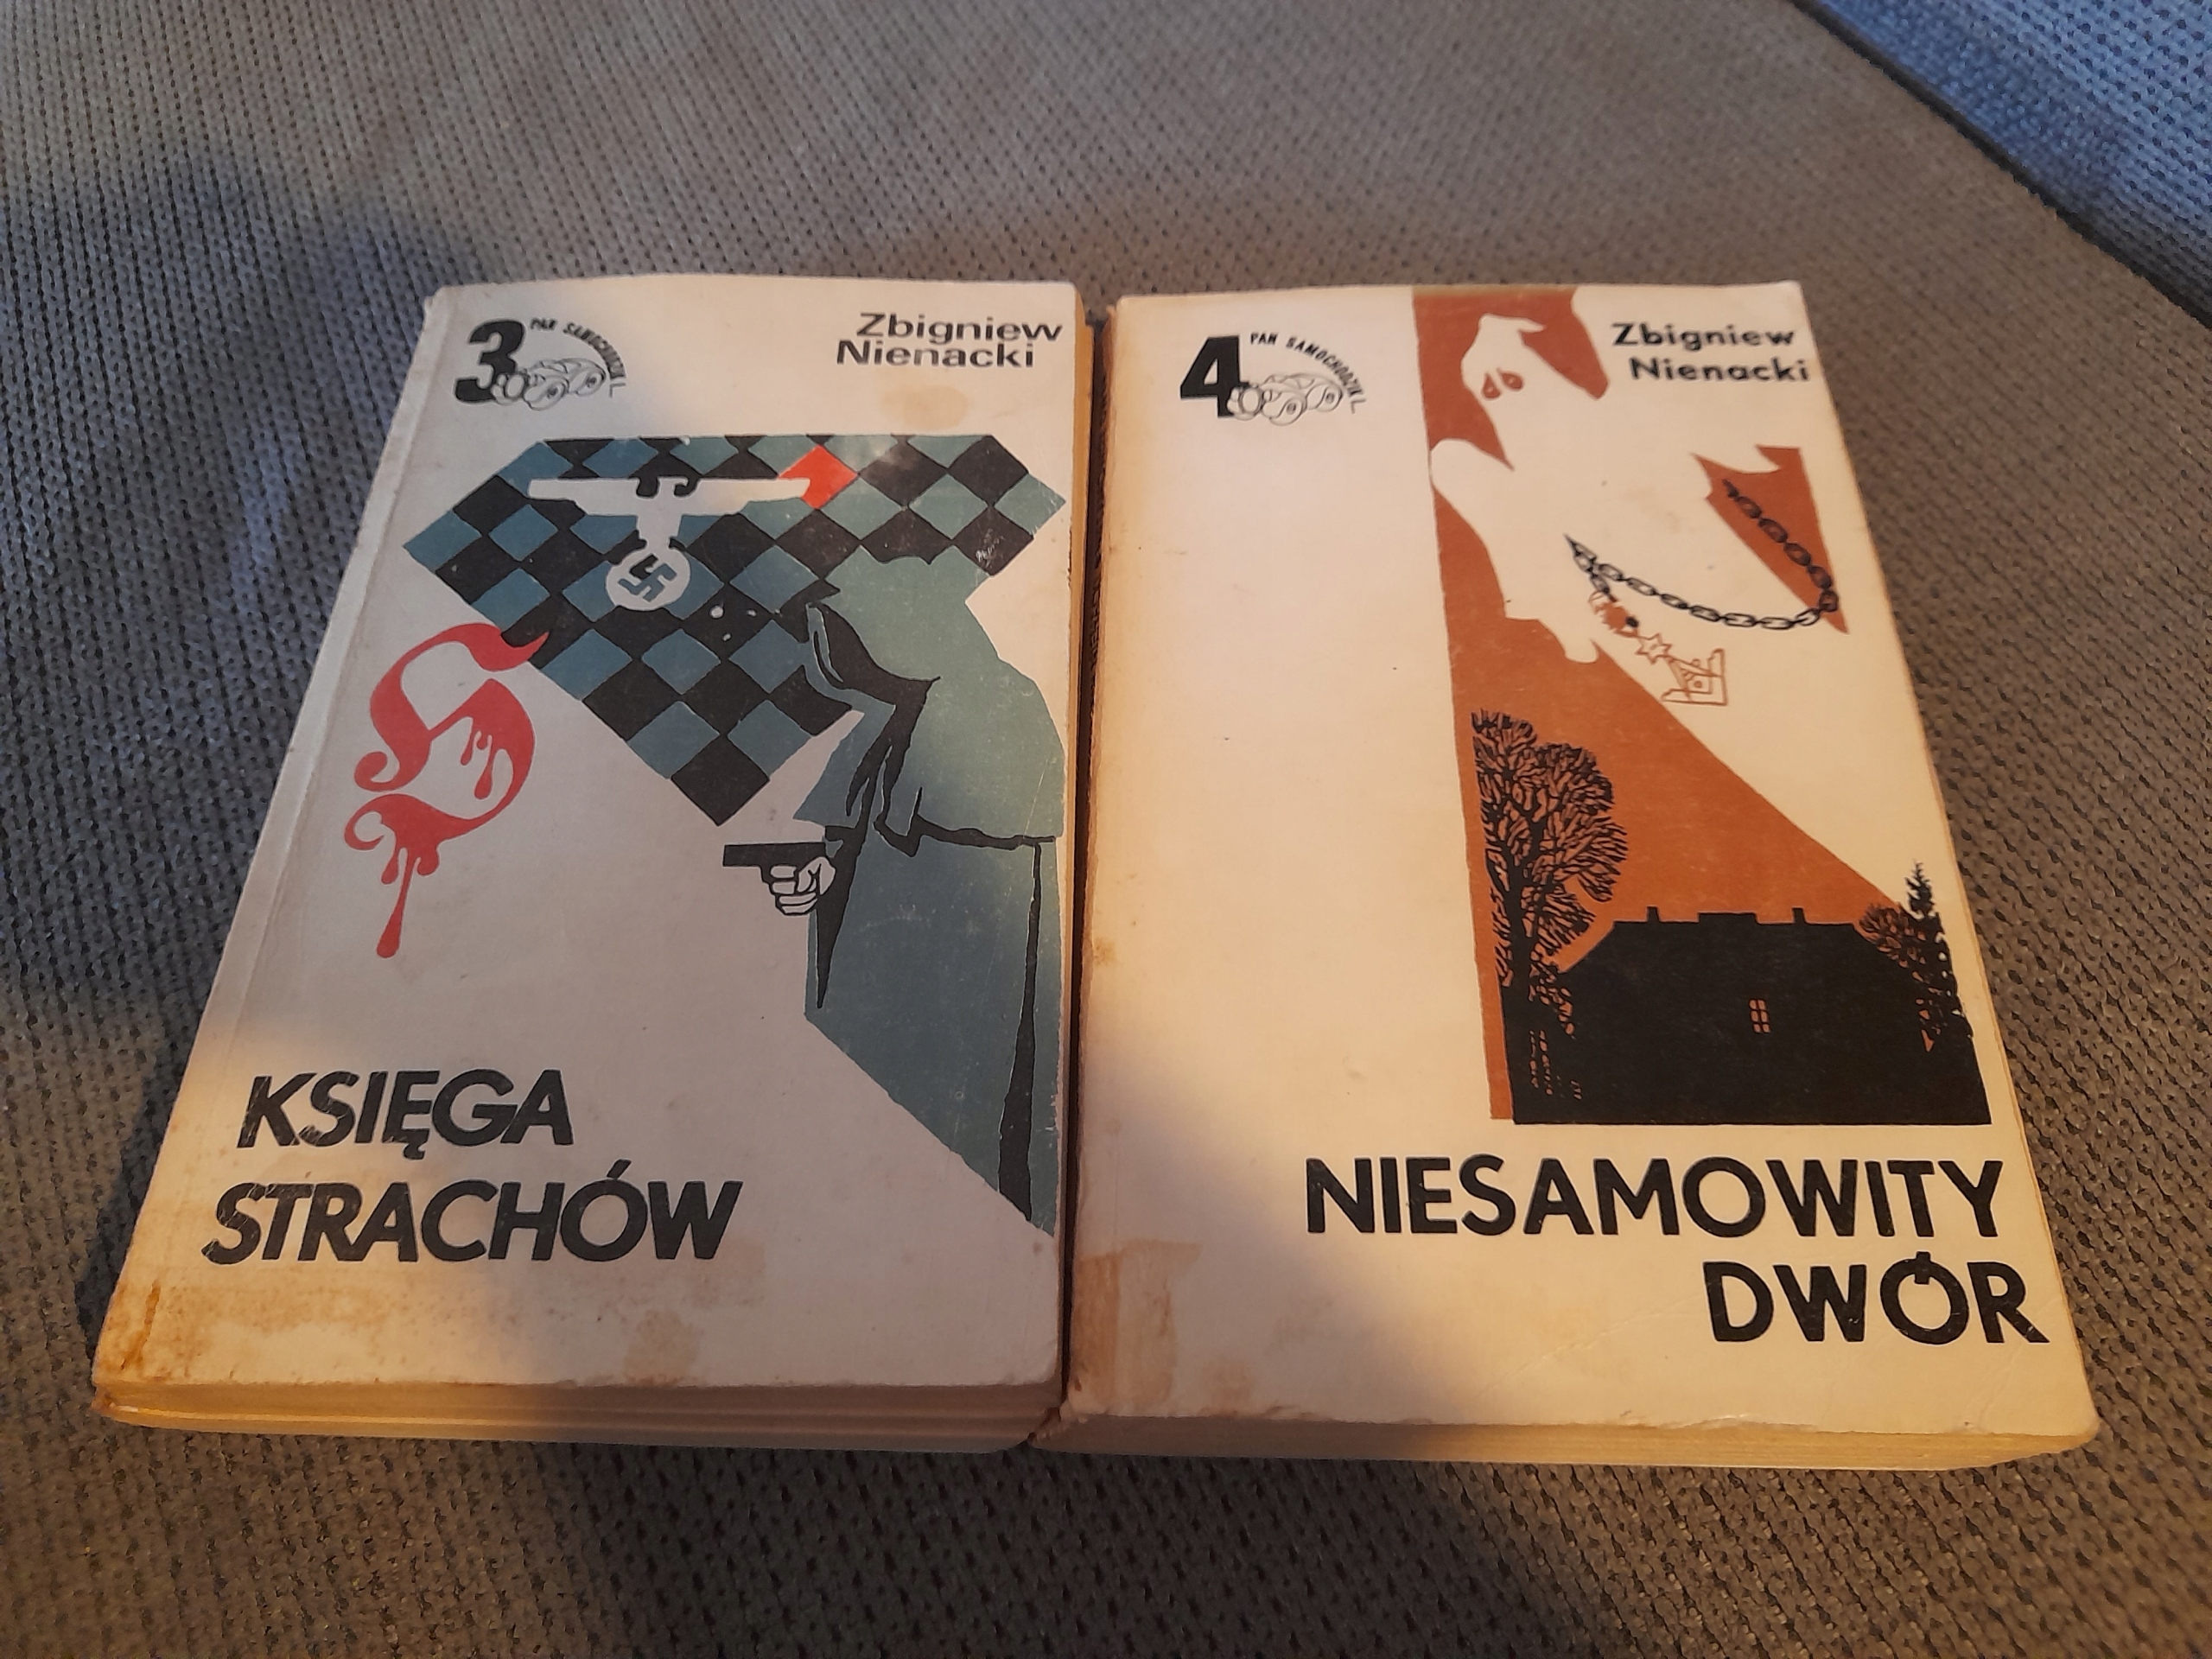 3 PAN SAMOCHODZIK I...
Zbigniew
Nienacki
KSIĘGA
STRACHÓW
4 PAN SAMOCHODZIK I...
Zbigniew
Nienacki
NIESAMOWITY
DWÓR